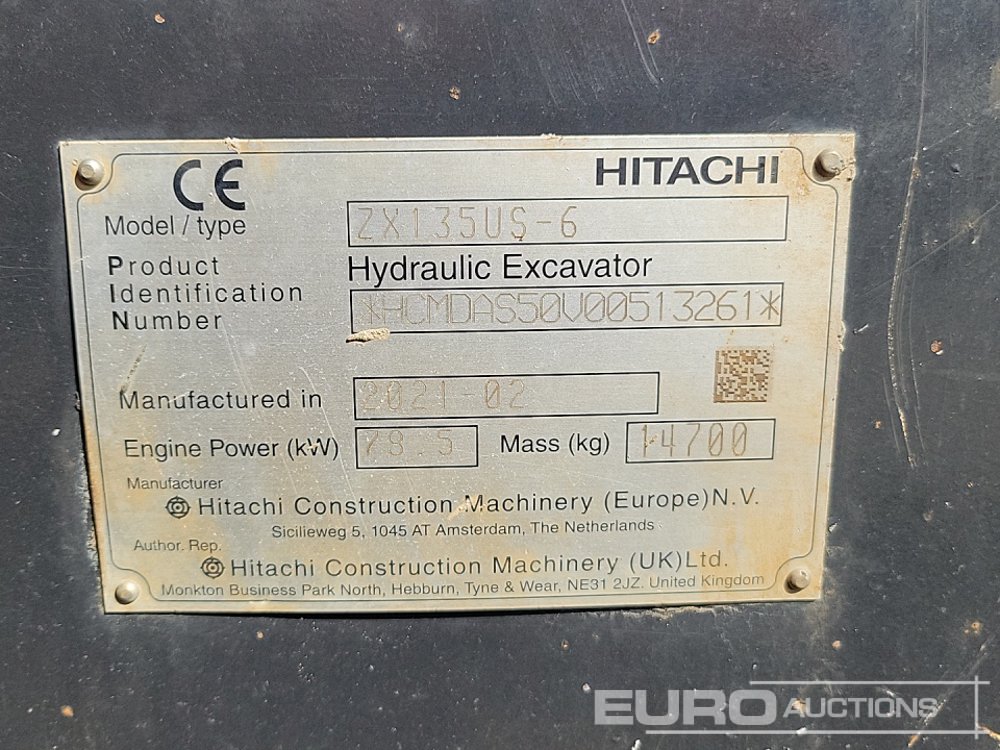 CE HITACHI
Model / type ZX135US-6
Product Hydraulic Excavator
Identification
Number *HCMDAS50V00513261*
Manufactured in 2021-02
Engine Power (kW) 78.5 Mass (kg) 14700
Manufacturer
Hitachi Construction Machinery (Europe) N.V.
Sicilieweg 5, 1045 AT Amsterdam, The Netherlands
Author. Rep.
Hitachi Construction Machinery (UK) Ltd.
Monkton Business Park North, Hebburn, Tyne & Wear, NE31 2JZ. United Kingdom
EURO AUCTIONS